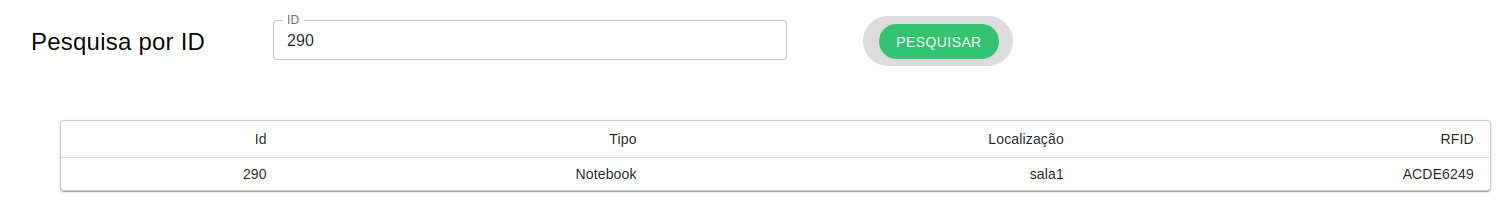 Pesquisa por ID
ID
290
PESQUISAR
Id Tipo Localização RFID
290 Notebook sala1 ACDE6249